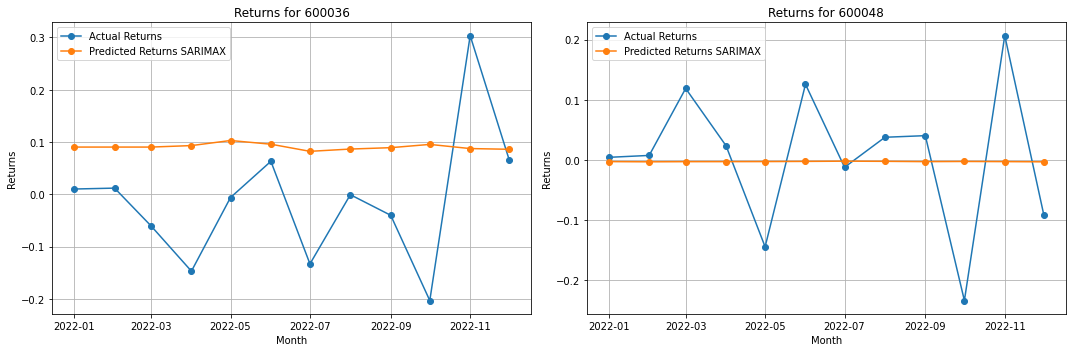 Returns for 600036
Actual Returns
Predicted Returns SARIMAX
0.3
0.2
0.1
0.0
−0.1
−0.2
Returns
2022-01 2022-03 2022-05 2022-07 2022-09 2022-11
Month
Returns for 600048
Actual Returns
Predicted Returns SARIMAX
0.2
0.1
0.0
−0.1
−0.2
Returns
2022-01 2022-03 2022-05 2022-07 2022-09 2022-11
Month